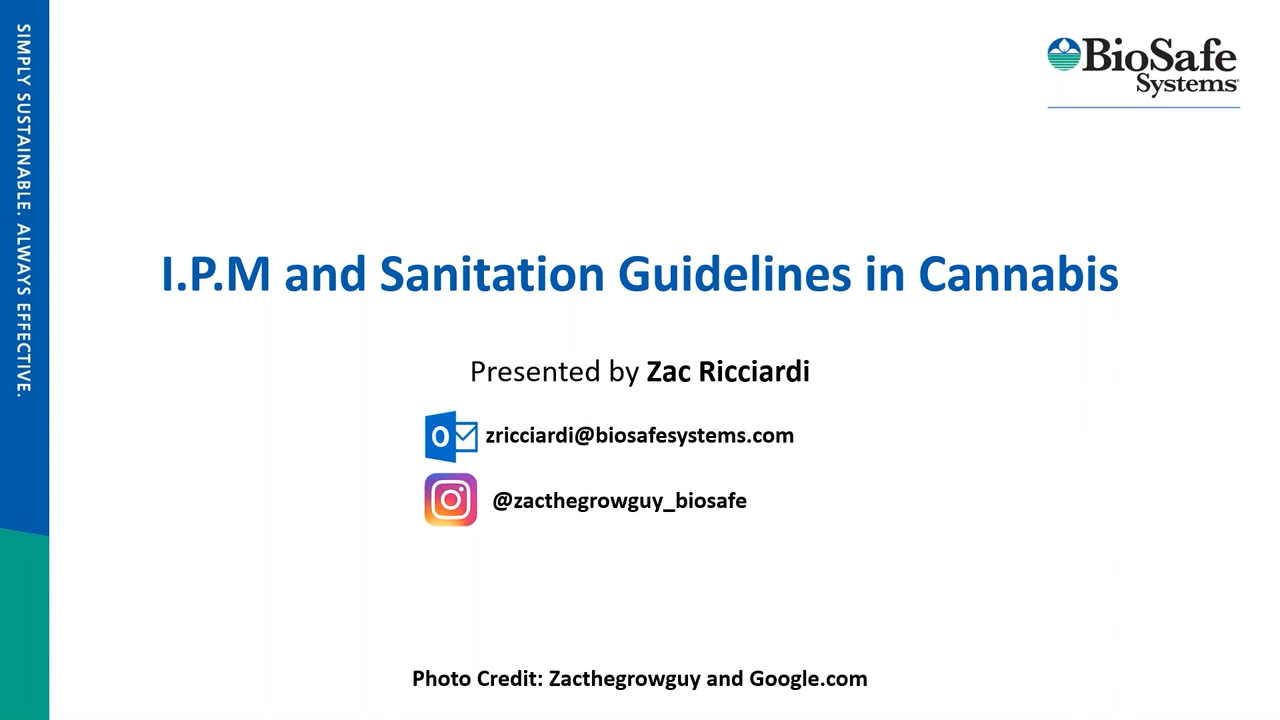 SIMPLY SUSTAINABLE. ALWAYS EFFECTIVE.
BioSafe
Systems
I.P.M and Sanitation Guidelines in Cannabis
Presented by Zac Ricciardi
zricciardi@biosafesystems.com
@zacthegrowguy_biosafe
Photo Credit: Zacthegrowguy and Google.com